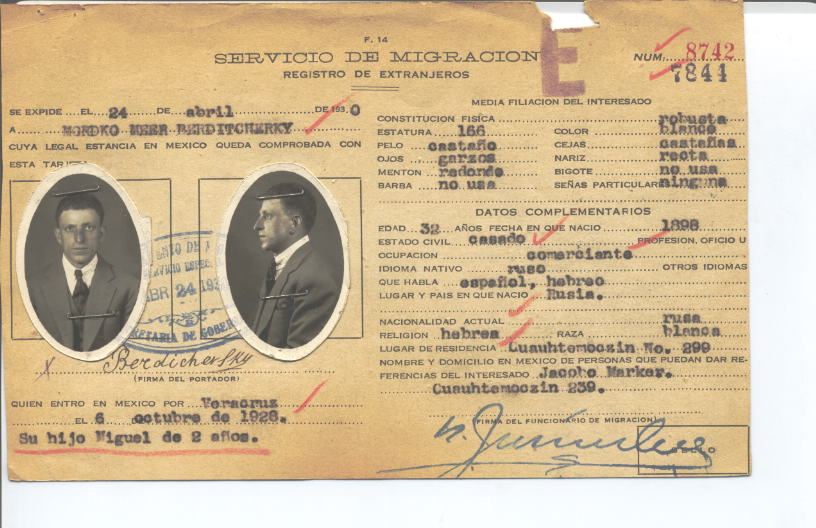 F. 14
SERVICIO DE MIGRACION
REGISTRO DE EXTRANJEROS
E
NUM. 8742
7844
SE EXPIDE EL 24 DE abril DE 1930
A MORDKO MEER BERDITCHERKY
CUYA LEGAL ESTANCIA EN MEXICO QUEDA COMPROBADA CON
ESTA TARJETA
ABR 24 193
SERVICIO ESPEC
RETARIA DE GOBER
Berdichersky
(FIRMA DEL PORTADOR)
QUIEN ENTRO EN MEXICO POR Veracruz
EL 6 octubre de 1928.
Su hijo Miguel de 2 años.
MEDIA FILIACION DEL INTERESADO
CONSTITUCION FISICA robusta
ESTATURA 166 COLOR blanco
PELO castaño CEJAS castañas
OJOS garzos NARIZ recta
MENTON redondo BIGOTE no usa
BARBA no usa SEÑAS PARTICULARES ninguna
DATOS COMPLEMENTARIOS
EDAD 32 AÑOS FECHA EN QUE NACIO 1898
ESTADO CIVIL casado PROFESION, OFICIO U
OCUPACION comerciante
IDIOMA NATIVO ruso OTROS IDIOMAS
QUE HABLA español, hebreo
LUGAR Y PAIS EN QUE NACIO Rusia.
NACIONALIDAD ACTUAL rusa
RELIGION hebrea RAZA blanca
LUGAR DE RESIDENCIA Cuauhtemoczin No. 299
NOMBRE Y DOMICILIO EN MEXICO DE PERSONAS QUE PUEDAN DAR RE-
FERENCIAS DEL INTERESADO Jacobo Marker.
Cuauhtemoczin 239.
(FIRMA DEL FUNCIONARIO DE MIGRACION)
SELLO